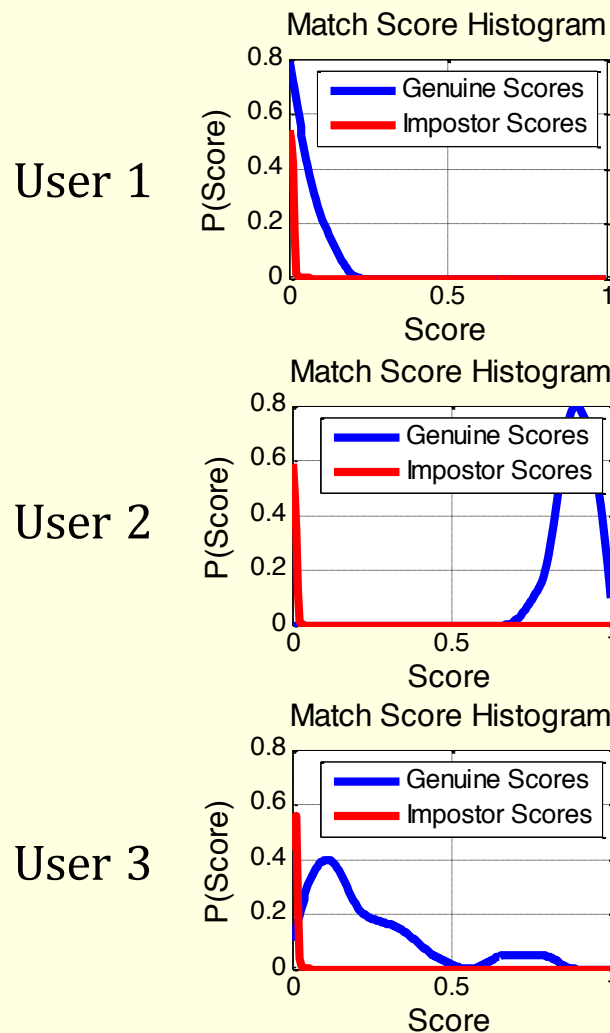 Match Score Histogram
0.8
Genuine Scores
0.6
Impostor Scores
User 1
P(Score)
0.4
0.2
0
0 0.5 1
Score
Match Score Histogram
0.8
Genuine Scores
0.6
Impostor Scores
User 2
P(Score)
0.4
0.2
0
0 0.5 1
Score
Match Score Histogram
0.8
Genuine Scores
0.6
Impostor Scores
User 3
P(Score)
0.4
0.2
0
0 0.5 1
Score